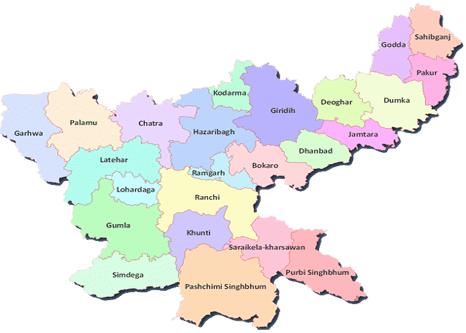 Sahibganj
Godda
Pakur
Kodarma
Giridih
Deoghar
Dumka
Garhwa
Palamu
Chatra
Hazaribagh
Jamtara
Dhanbad
Latehar
Bokaro
Ramgarh
Lohardaga
Ranchi
Gumla
Khunti
Saraikela-kharsawan
Simdega
Purbi Singhbhum
Pashchimi Singhbhum